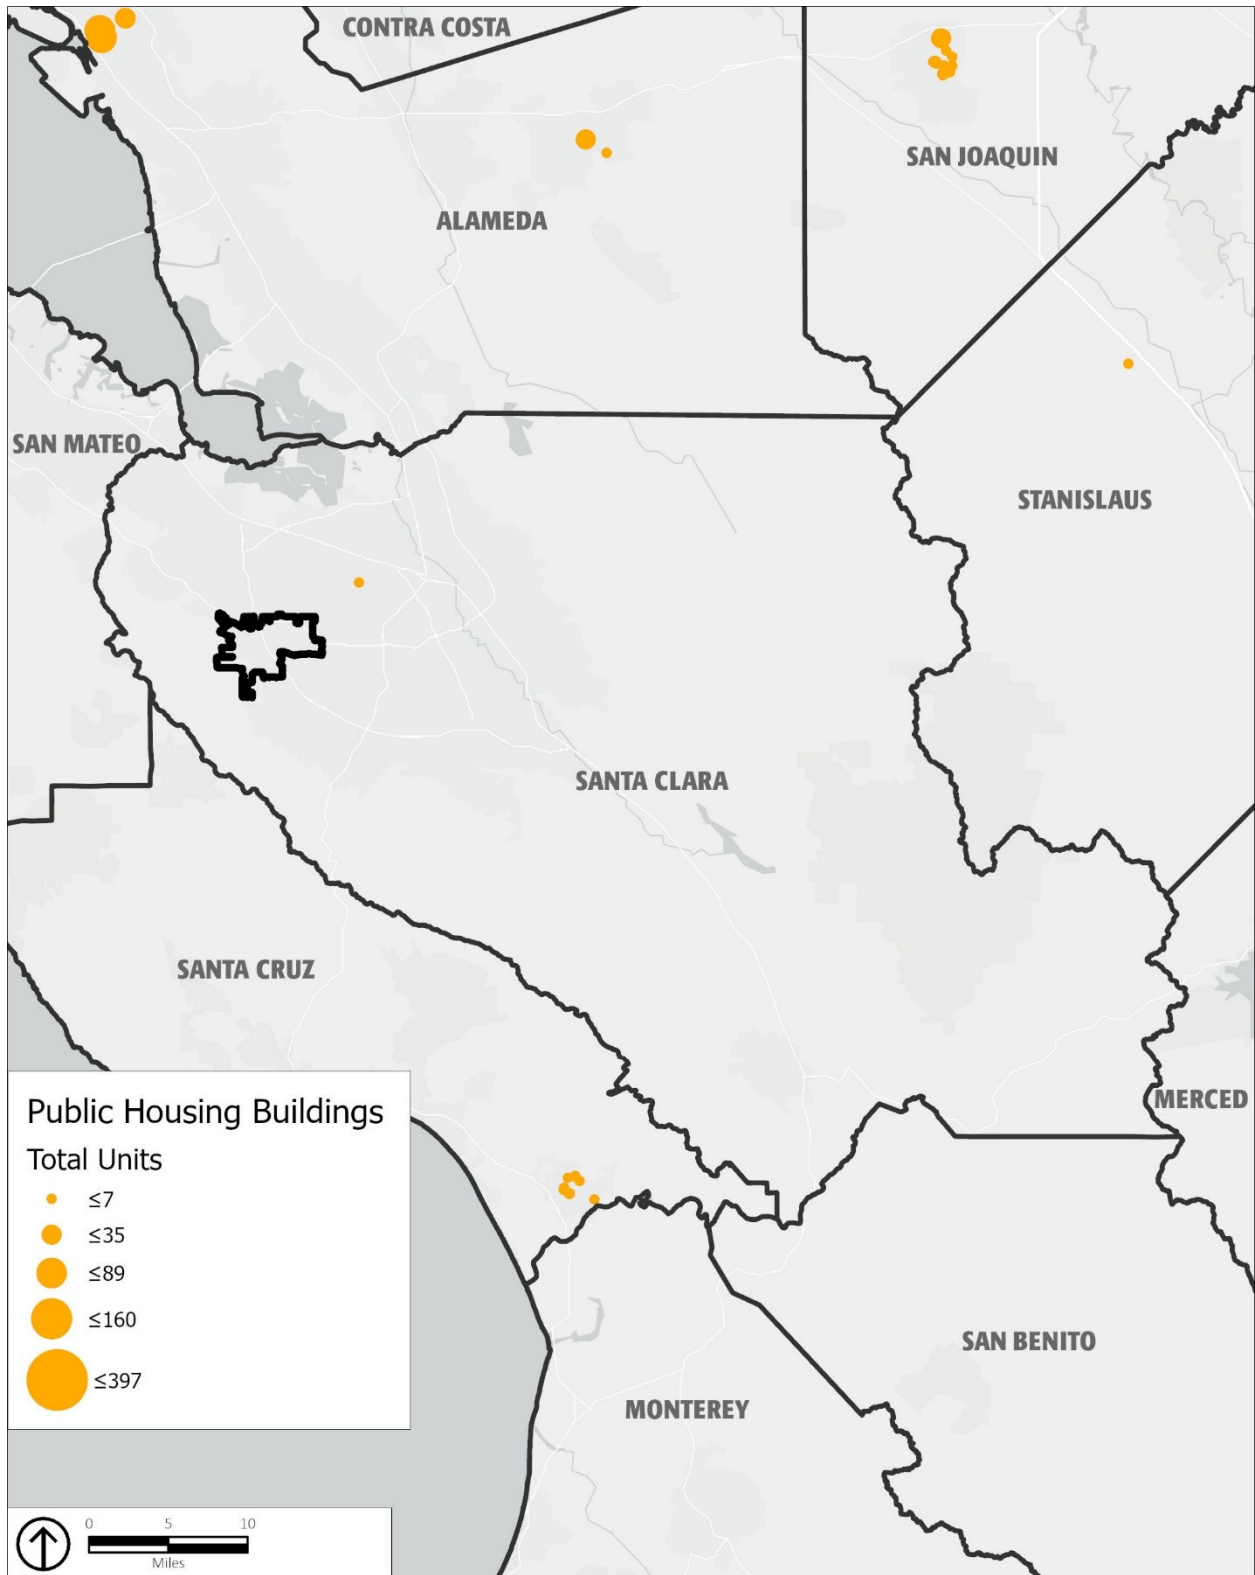 CONTRA COSTA
SAN JOAQUIN
ALAMEDA
SAN MATEO
STANISLAUS
SANTA CLARA
SANTA CRUZ
MERCED
Public Housing Buildings
Total Units
≤7
≤35
≤89
≤160
≤397
SAN BENITO
MONTEREY
0 5 10
Miles